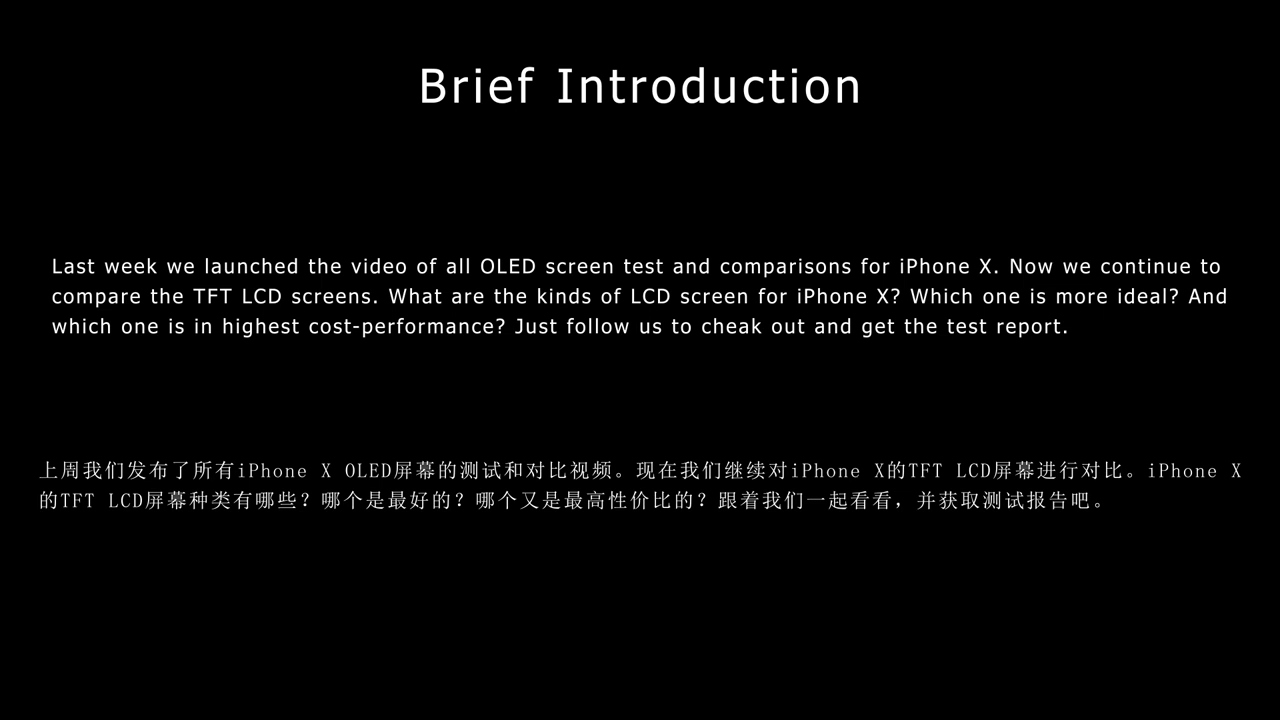 Brief Introduction
Last week we launched the video of all OLED screen test and comparisons for iPhone X. Now we continue to
compare the TFT LCD screens. What are the kinds of LCD screen for iPhone X? Which one is more ideal? And
which one is in highest cost-performance? Just follow us to cheak out and get the test report.
上周我们发布了所有iPhone X OLED屏幕的测试和对比视频。现在我们继续对iPhone X的TFT LCD屏幕进行对比。iPhone X
的TFT LCD屏幕种类有哪些？哪个是最好的？哪个又是最高性价比的？跟着我们一起看看，并获取测试报告吧。